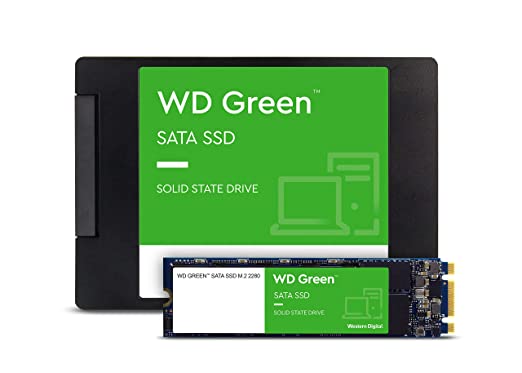 WD Green™
SATA SSD
SOLID STATE DRIVE
WD GREEN™ SATA SSD M.2 2280
WD Green™
SATA SSD
SOLID STATE DRIVE
Western Digital